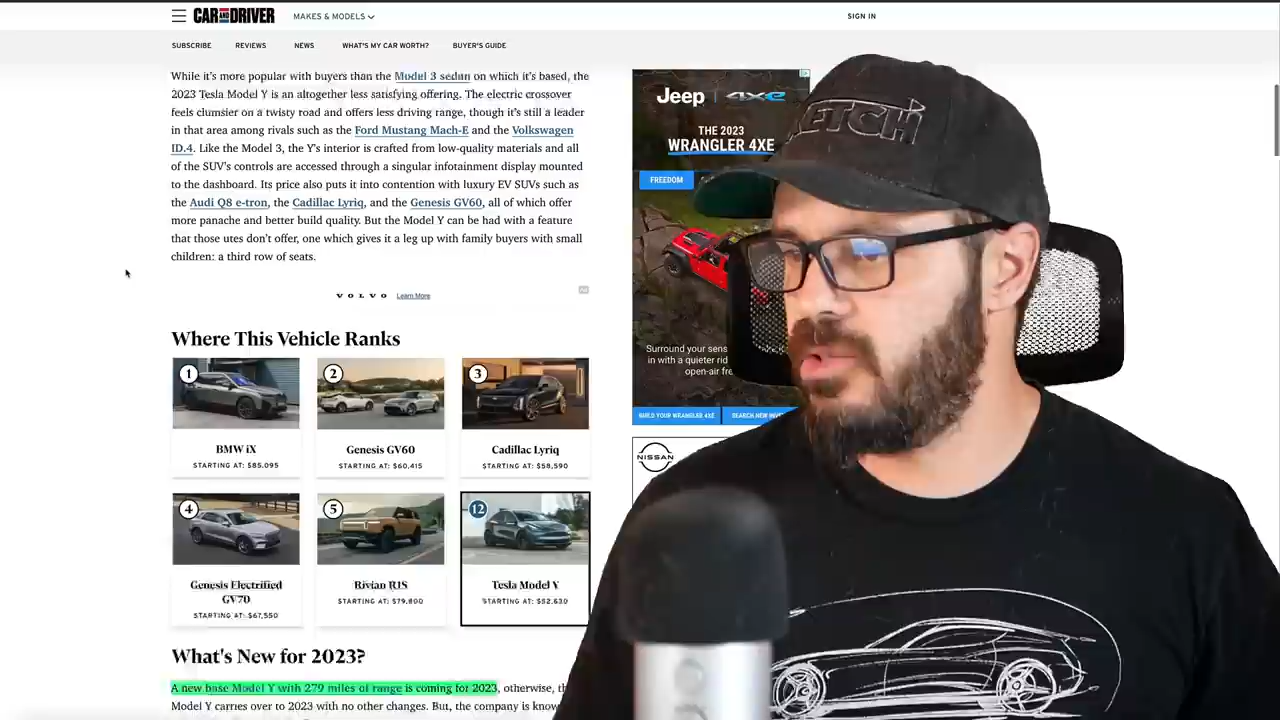 CAR AND DRIVER
MAKES & MODELS
SIGN IN
SUBSCRIBE
REVIEWS
NEWS
WHAT'S MY CAR WORTH?
BUYER'S GUIDE
While it's more popular with buyers than the Model 3 sedan on which it's based, the
2023 Tesla Model Y is an altogether less satisfying offering. The electric crossover
feels clumsier on a twisty road and offers less driving range, though it's still a leader
in that area among rivals such as the Ford Mustang Mach-E and the Volkswagen
ID.4. Like the Model 3, the Y's interior is crafted from low-quality materials and all
of the SUV's controls are accessed through a singular infotainment display mounted
to the dashboard. Its price also puts it into contention with luxury EV SUVs such as
the Audi Q8 e-tron, the Cadillac Lyriq, and the Genesis GV60, all of which offer
more panache and better build quality. But the Model Y can be had with a feature
that those utes don't offer, one which gives it a leg up with family buyers with small
children: a third row of seats.
VOLVO Learn More
Ad
Where This Vehicle Ranks
1
BMW iX
STARTING AT: $85,095
2
Genesis GV60
STARTING AT: $60,415
3
Cadillac Lyriq
STARTING AT: $58,590
4
Genesis Electrified
GV70
STARTING AT: $67,550
5
Rivian R1S
STARTING AT: $79,800
12
Tesla Model Y
STARTING AT: $52,630
What's New for 2023?
A new base Model Y with 279 miles of range is coming for 2023, otherwise,
Model Y carries over to 2023 with no other changes. But, the company is
Jeep 4xe
THE 2023
WRANGLER 4XE
FREEDOM
Surround your
in with a quieter
open-air
BUILD YOUR WRANGLER 4XE
SEARCH NEW
NISSAN
ETCH